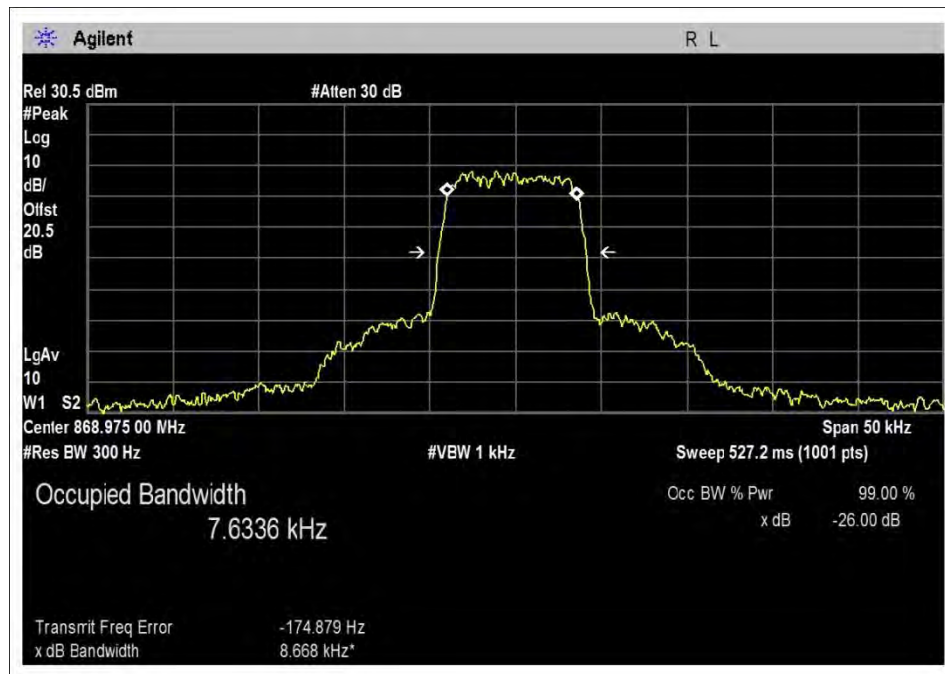 Agilent R L
Ref 30.5 dBm #Atten 30 dB
#Peak
Log
10
dB/
Offst
20.5
dB
LgAv
10
W1 S2
Center 868.975 00 MHz Span 50 kHz
#Res BW 300 Hz #VBW 1 kHz Sweep 527.2 ms (1001 pts)
Occupied Bandwidth Occ BW % Pwr 99.00 %
7.6336 kHz x dB -26.00 dB
Transmit Freq Error -174.879 Hz
x dB Bandwidth 8.668 kHz*